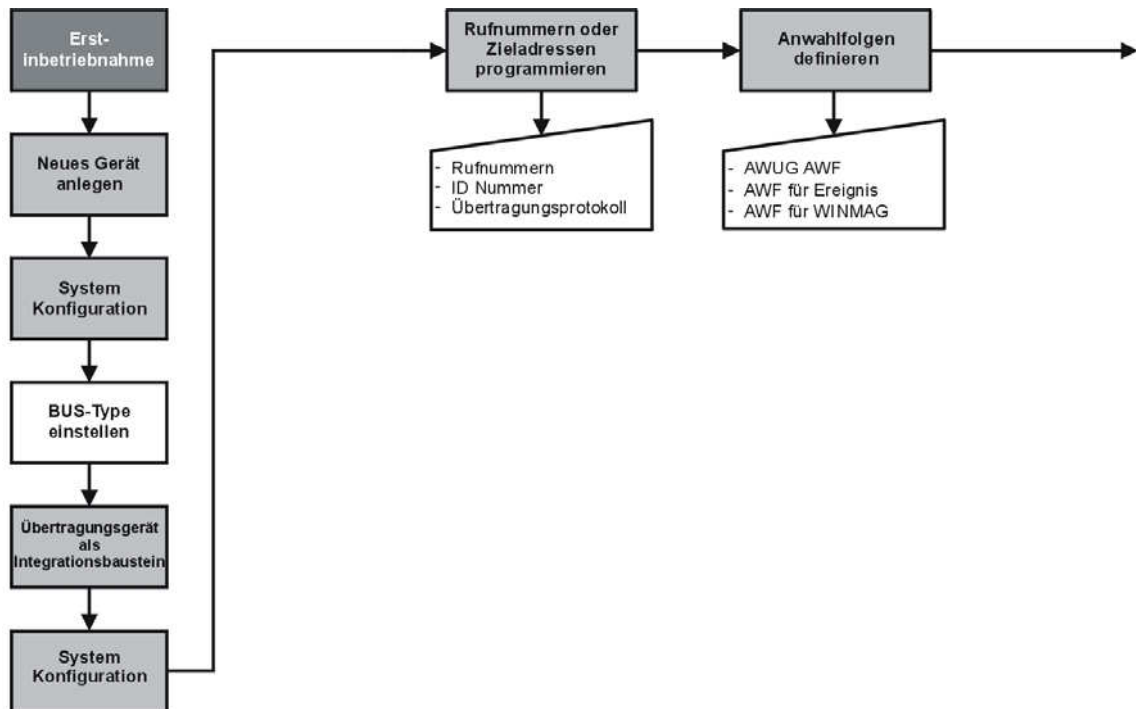 Erst-
inbetriebnahme
Neues Gerät
anlegen
System
Konfiguration
BUS-Type
einstellen
Übertragungsgerät
als
Integrationsbaustein
System
Konfiguration
Rufnummern oder
Zieladressen
programmieren
- Rufnummern
- ID Nummer
- Übertragungsprotokoll
Anwahlfolgen
definieren
- AWUG AWF
- AWF für Ereignis
- AWF für WINMAG